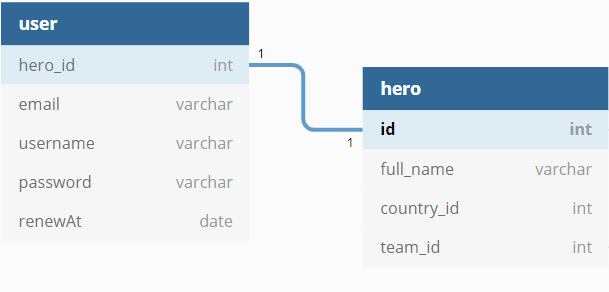 user
hero_id int
email varchar
username varchar
password varchar
renewAt date
1
1
hero
id int
full_name varchar
country_id int
team_id int